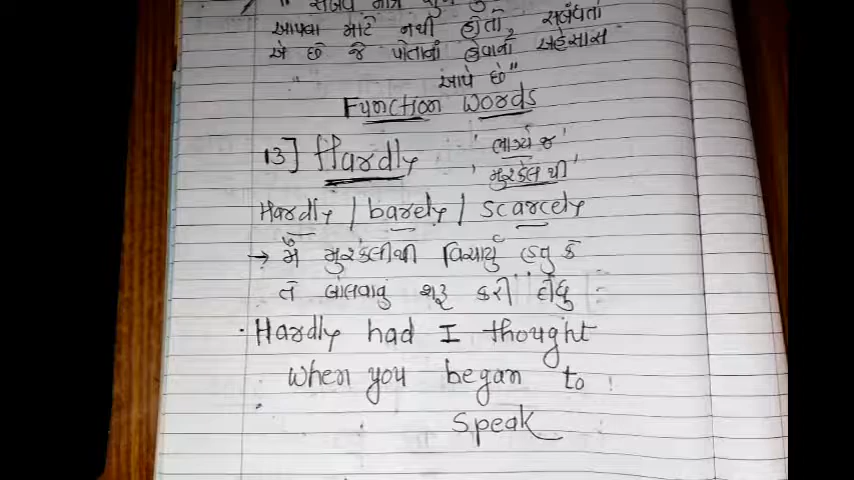 " સંબંધ માત્ર
આપવા માટે નથી હોતો, સંબંધતો
એ છે જે પોતાના હોવાનો અહેસાસ
આપે છે"
Function Words
13] Hardly 'ભાગ્યે જ'
'મુશ્કેલ થી'
Hardly / barely / scarcely
→ મેં મુશ્કેલીથી વિચાર્યું હતુ કે
તે બોલવાનુ શરૂ કરી દીધુ
· Hardly had I thought
when you began to
speak